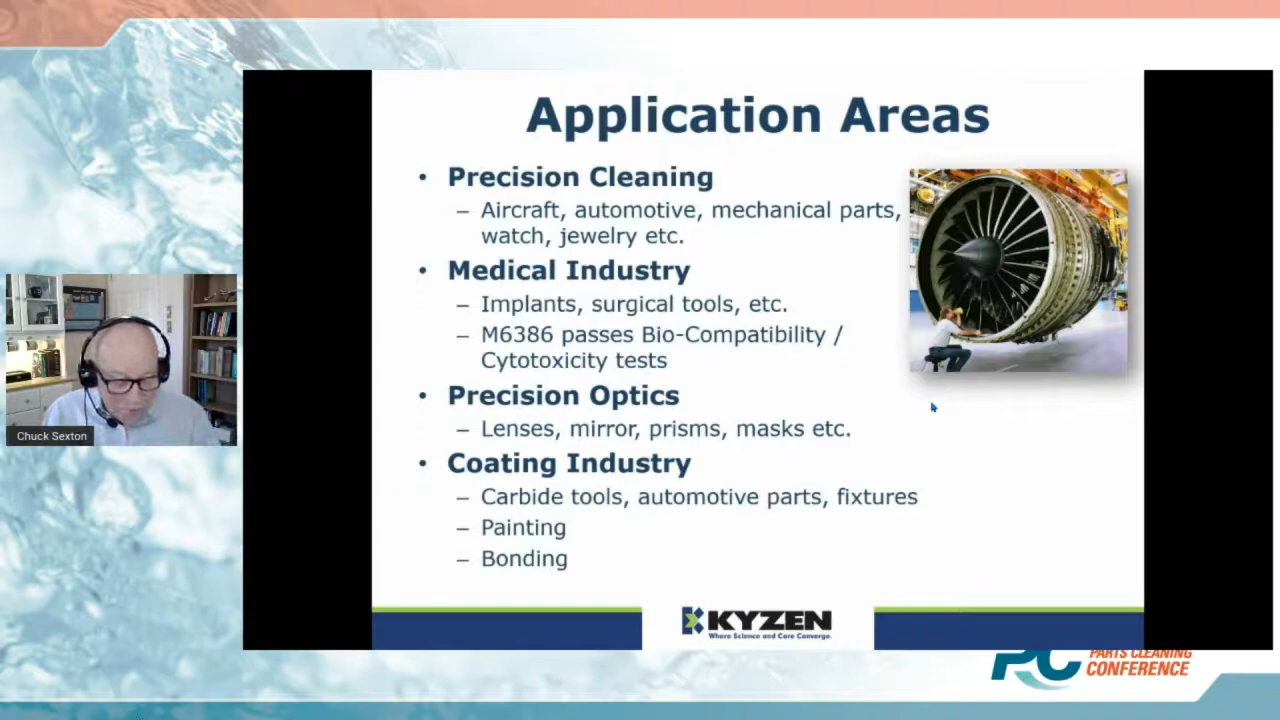 Application Areas
• Precision Cleaning
– Aircraft, automotive, mechanical parts,
watch, jewelry etc.
• Medical Industry
– Implants, surgical tools, etc.
– M6386 passes Bio-Compatibility /
Cytotoxicity tests
• Precision Optics
– Lenses, mirror, prisms, masks etc.
• Coating Industry
– Carbide tools, automotive parts, fixtures
– Painting
– Bonding
KYZEN
Where Science and Care Converge.
Chuck Sexton
PC
PARTS CLEANING
CONFERENCE